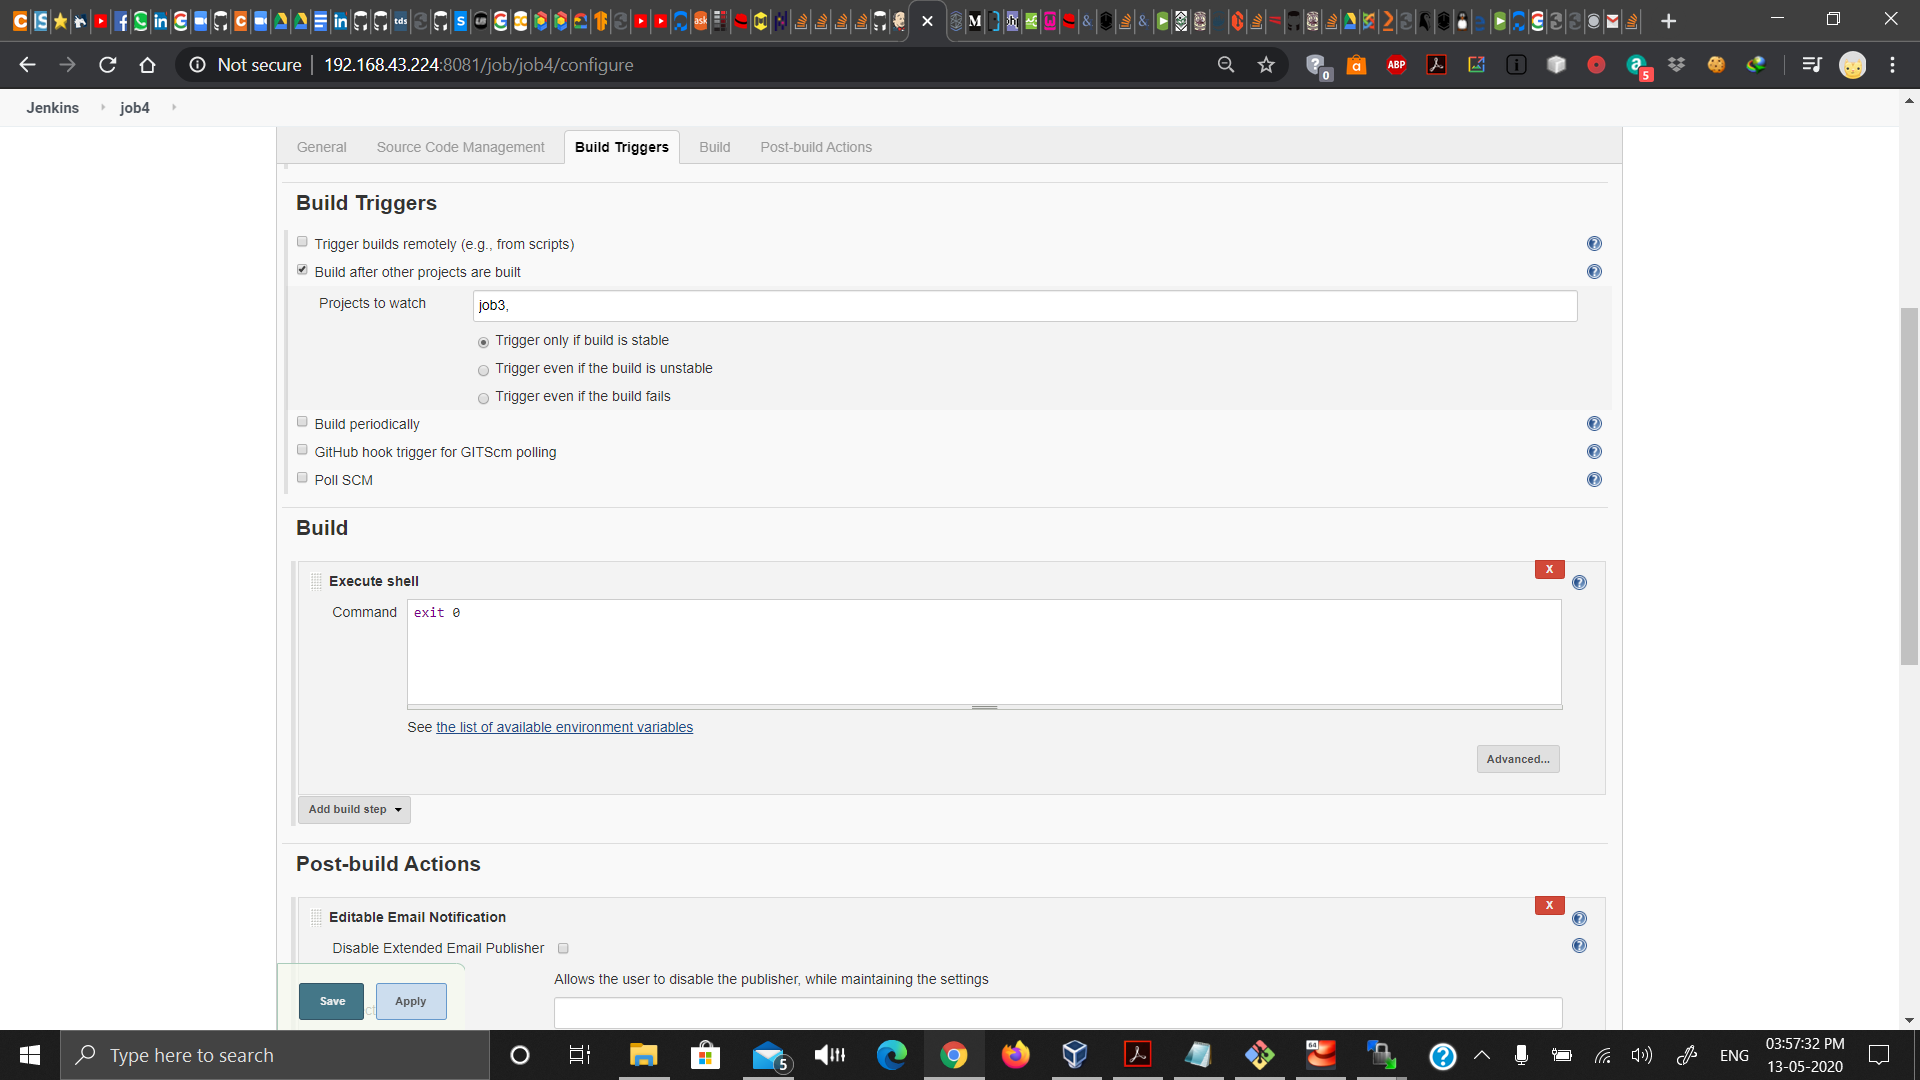 Not secure
192.168.43.224:8081/job/job4/configure
ABP
0
5
Jenkins
job4
General
Source Code Management
Build Triggers
Build
Post-build Actions
Build Triggers
Trigger builds remotely (e.g., from scripts)
Build after other projects are built
Projects to watch
job3,
Trigger only if build is stable
Trigger even if the build is unstable
Trigger even if the build fails
Build periodically
GitHub hook trigger for GITScm polling
Poll SCM
Build
X
Execute shell
Command
exit 0
See the list of available environment variables
Advanced...
Add build step
Post-build Actions
X
Editable Email Notification
Disable Extended Email Publisher
Allows the user to disable the publisher, while maintaining the settings
Save
Apply
Type here to search
5
64
ENG
03:57:32 PM
13-05-2020